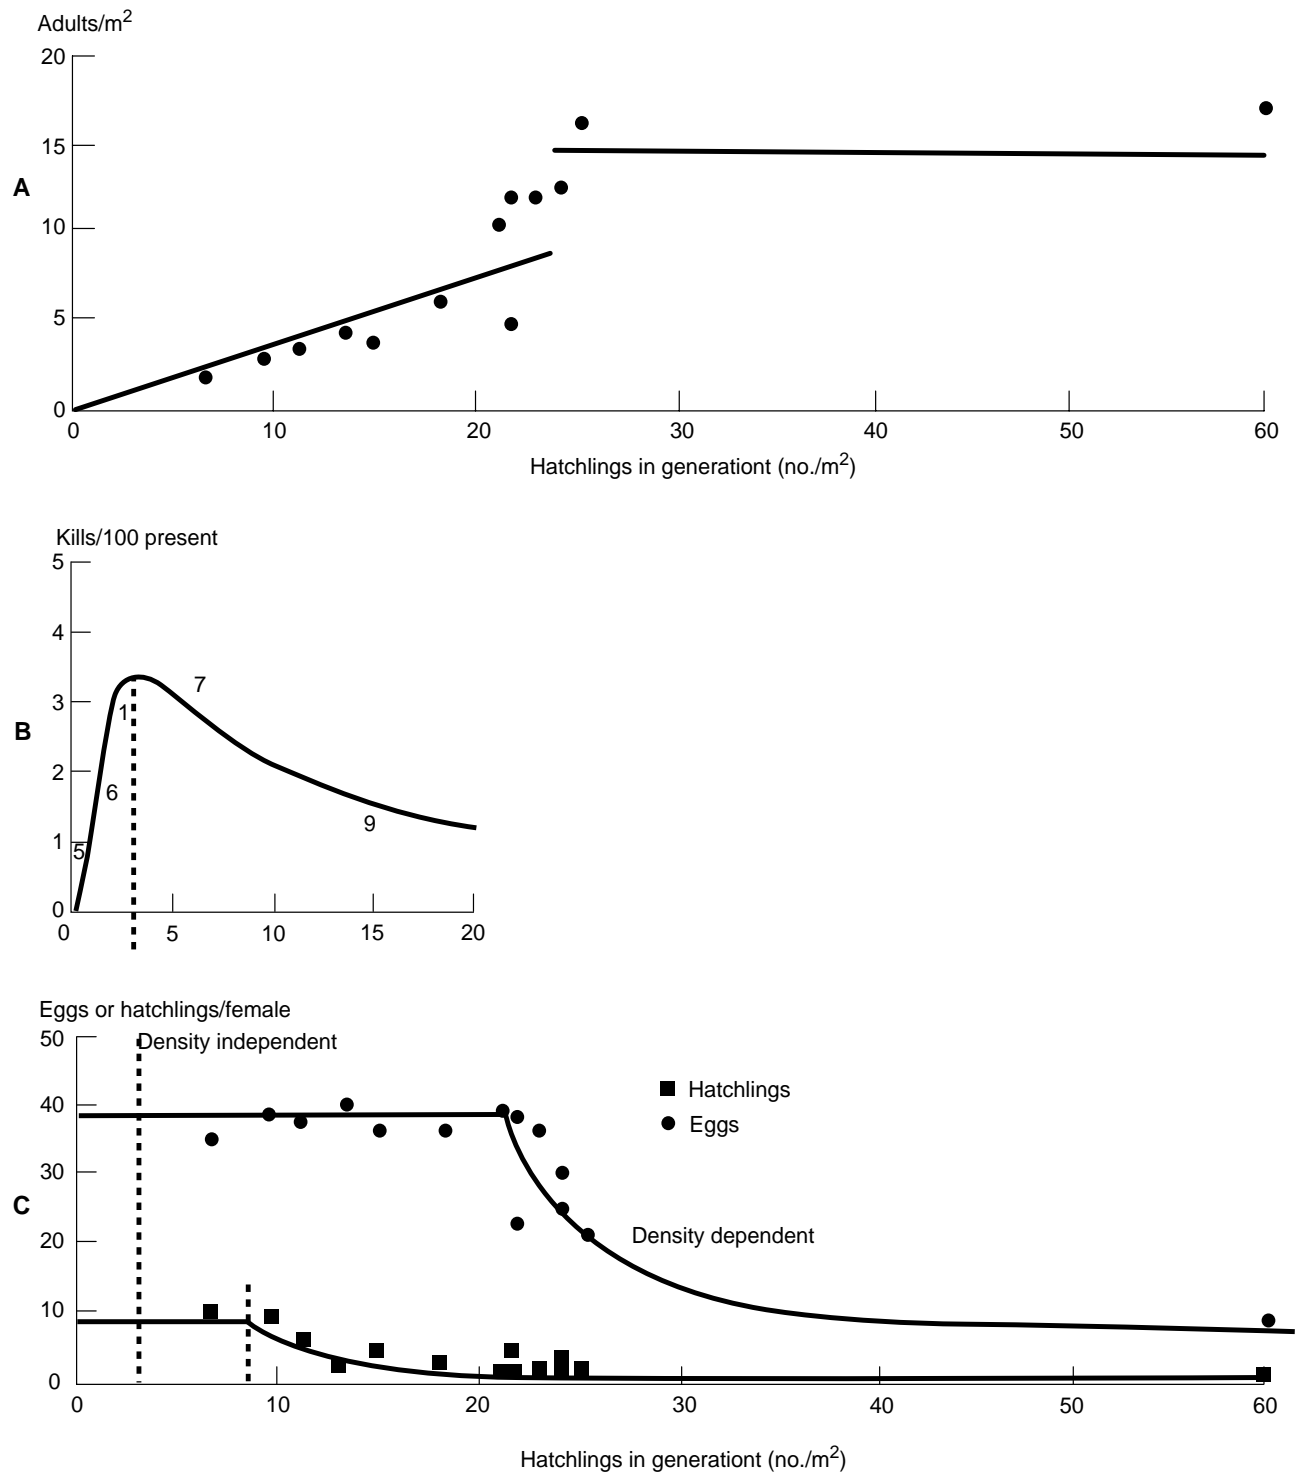 Adults/m2
20
15
A
10
5
0
0 10 20 30 40 50 60
Hatchlings in generationt (no./m2)
Kills/100 present
5
4
7
3
1
B
2
6
9
1
5
0
0 5 10 15 20
Eggs or hatchlings/female
50
Density independent
Hatchlings
40
Eggs
30
C
20
Density dependent
10
0
0 10 20 30 40 50 60
Hatchlings in generationt (no./m2)